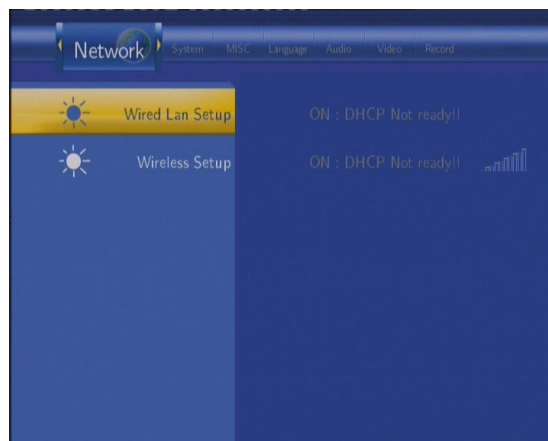 Network System MISC Language Audio Video Record
Wired Lan Setup ON : DHCP Not ready!!
Wireless Setup ON : DHCP Not ready!!